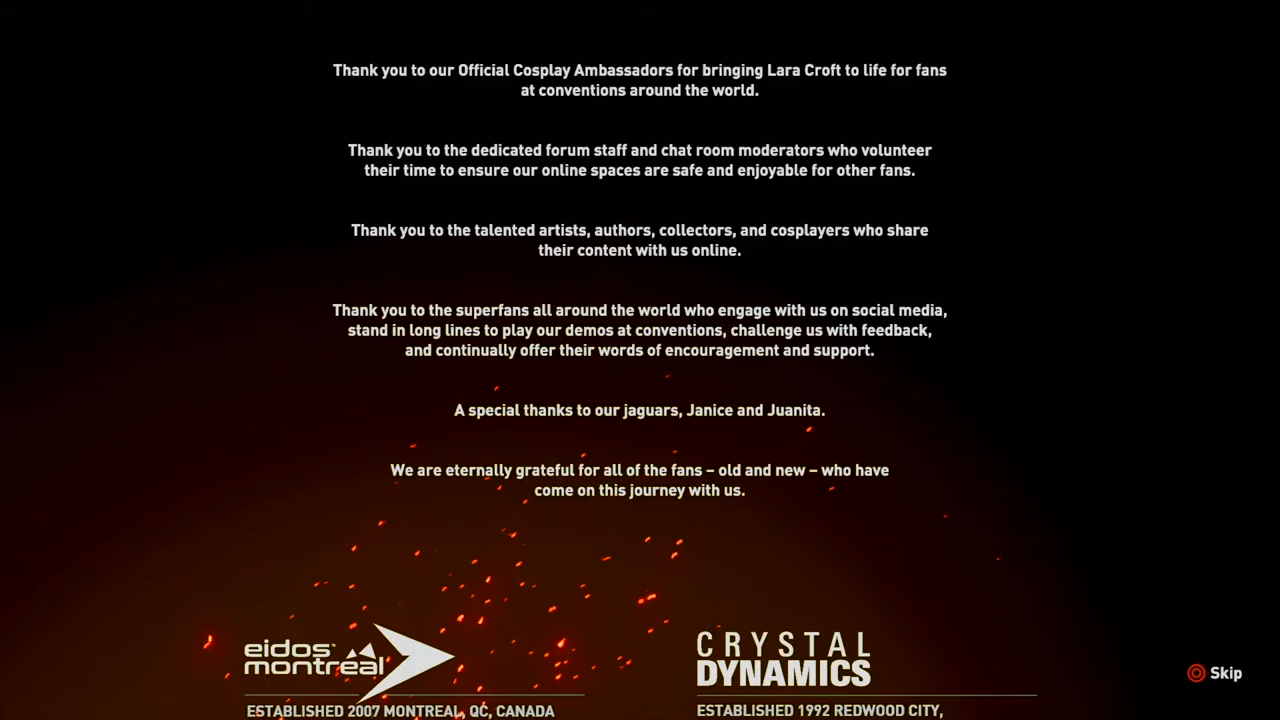 Thank you to our Official Cosplay Ambassadors for bringing Lara Croft to life for fans
at conventions around the world.
Thank you to the dedicated forum staff and chat room moderators who volunteer
their time to ensure our online spaces are safe and enjoyable for other fans.
Thank you to the talented artists, authors, collectors, and cosplayers who share
their content with us online.
Thank you to the superfans all around the world who engage with us on social media,
stand in long lines to play our demos at conventions, challenge us with feedback,
and continually offer their words of encouragement and support.
A special thanks to our jaguars, Janice and Juanita.
We are eternally grateful for all of the fans – old and new – who have
come on this journey with us.
eidos™
montréal
ESTABLISHED 2007 MONTREAL, QC, CANADA
CRYSTAL
DYNAMICS
ESTABLISHED 1992 REDWOOD CITY,
Skip